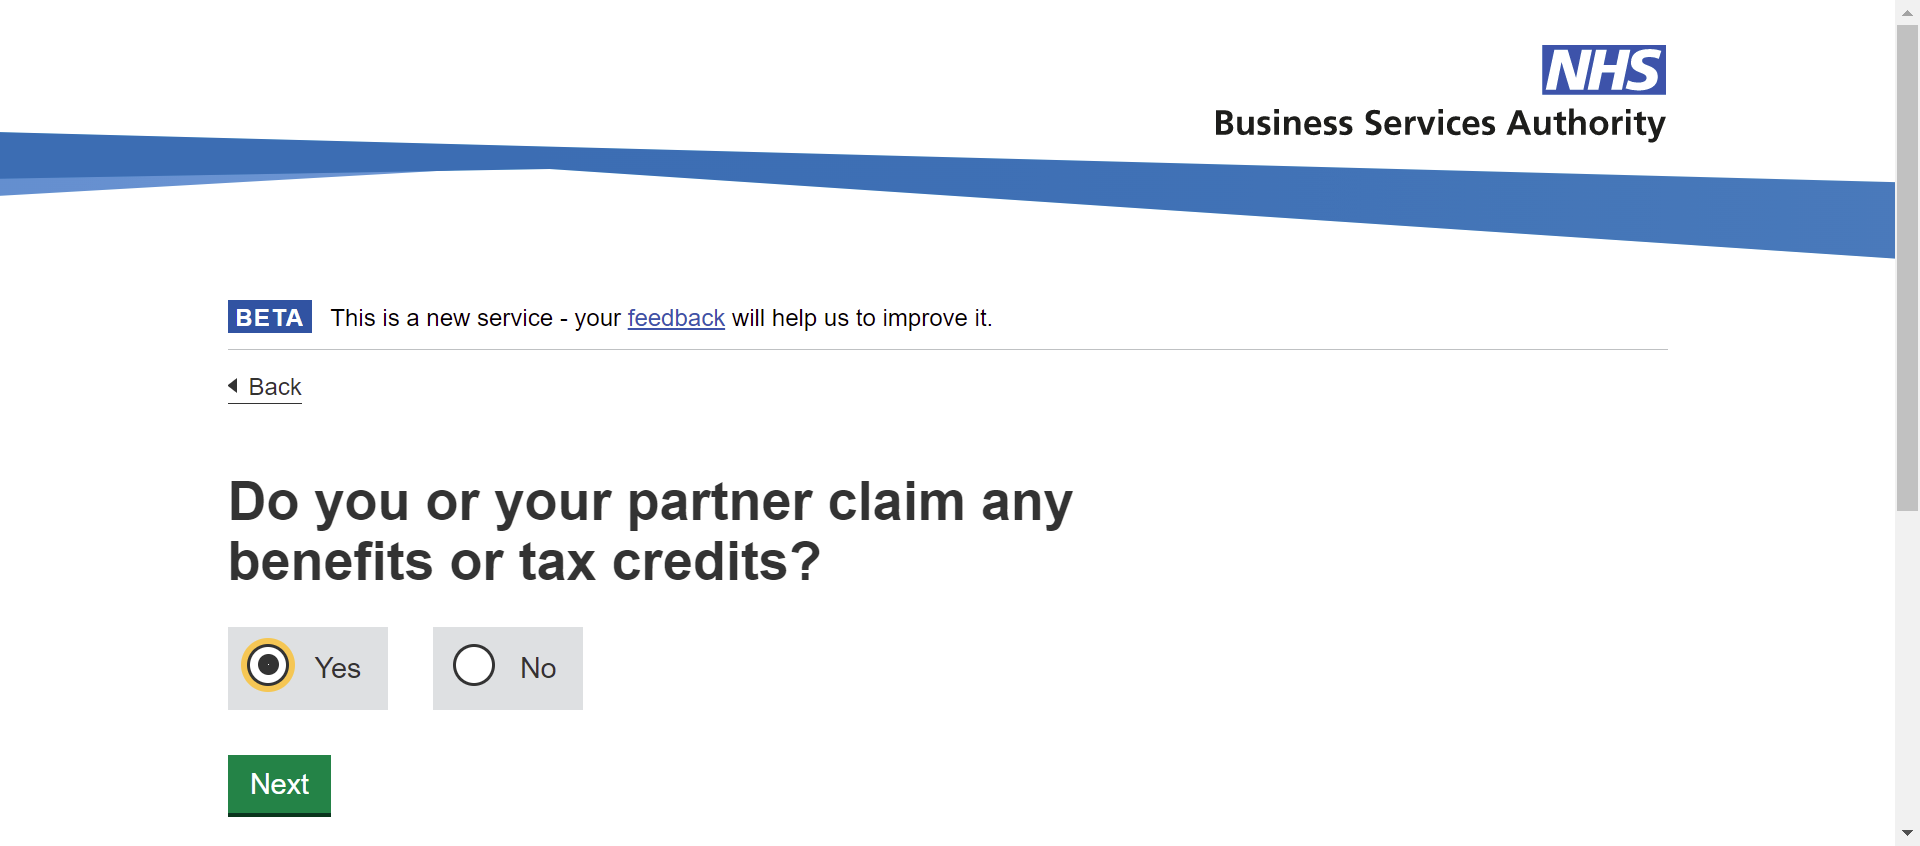 NHS
Business Services Authority
BETA This is a new service - your feedback will help us to improve it.
Back
Do you or your partner claim any
benefits or tax credits?
Yes No
Next